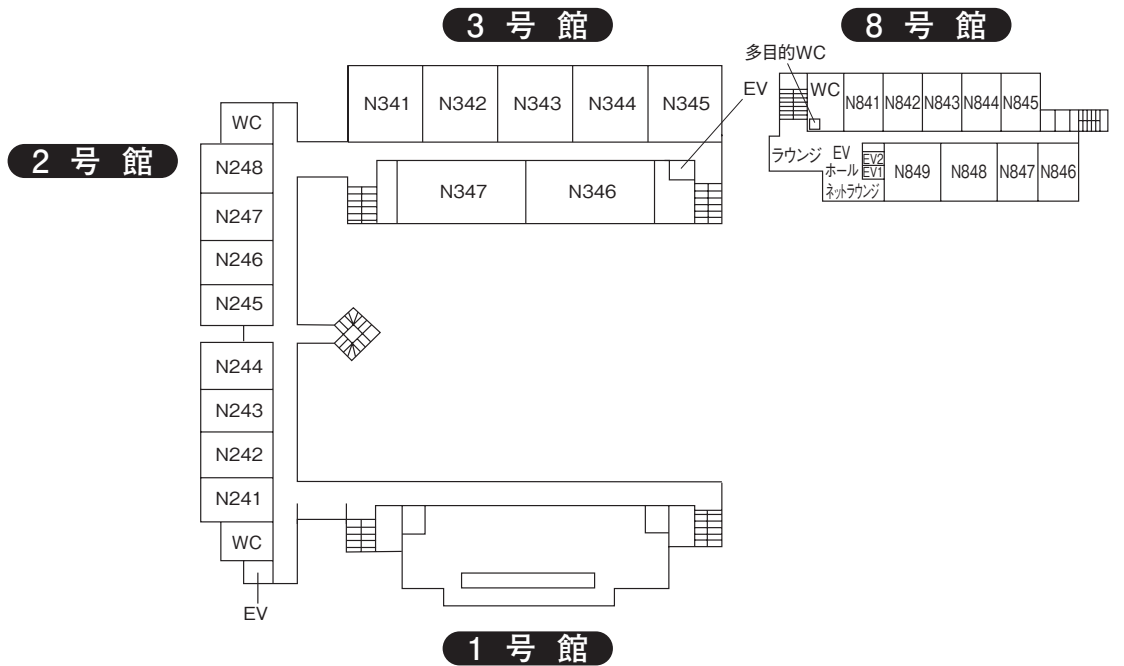 3 号 館
8 号 館
多目的WC
EV
N341 N342 N343 N344 N345
WC
N841 N842 N843 N844 N845
WC
2 号 館
N248
N347 N346
ラウンジ
EV
ホール
ネットラウンジ
EV2
EV1
N849 N848 N847 N846
N247
N246
N245
N244
N243
N242
N241
WC
EV
1 号 館